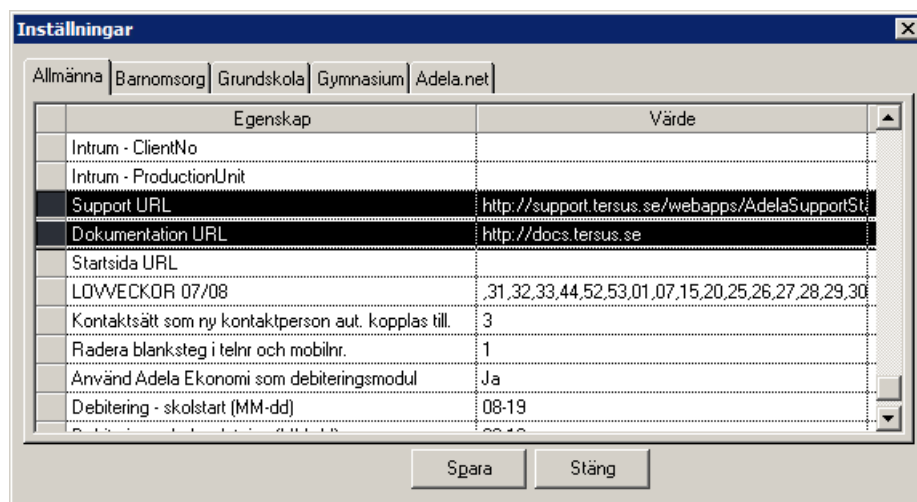 Inställningar
Allmänna Barnomsorg Grundskola Gymnasium Adela.net
Egenskap Värde
Intrum - ClientNo
Intrum - ProductionUnit
Support URL http://support.tersus.se/webapps/AdelaSupportSt
Dokumentation URL http://docs.tersus.se
Startsida URL
LOVVECKOR 07/08 ,31,32,33,44,52,53,01,07,15,20,25,26,27,28,29,30
Kontaktsätt som ny kontaktperson aut. kopplas till. 3
Radera blanksteg i telnr och mobilnr. 1
Använd Adela Ekonomi som debiteringsmodul Ja
Debitering - skolstart (MM-dd) 08-19
Spara Stäng